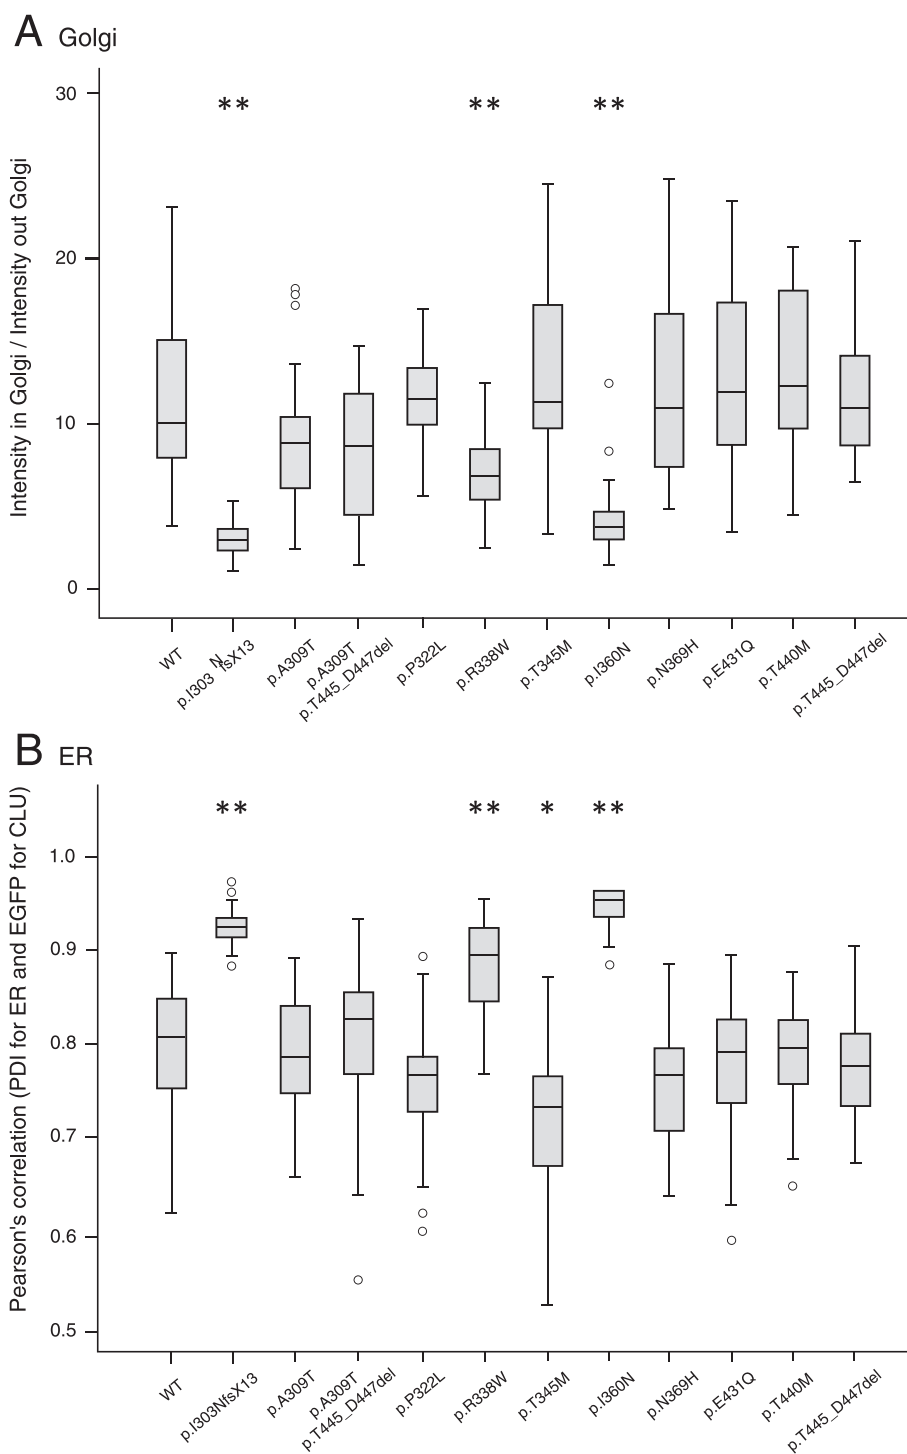 A Golgi
Intensity in Golgi / Intensity out Golgi
30
20
10
0
** ** **
WT
p.I303NfsX13
p.A309T
p.A309T
p.T445_D447del
p.P322L
p.R338W
p.T345M
p.I360N
p.N369H
p.E431Q
p.T440M
p.T445_D447del
B ER
Pearson's correlation (PDI for ER and EGFP for CLU)
1.0
0.9
0.8
0.7
0.6
0.5
** ** * **
WT
p.I303NfsX13
p.A309T
p.A309T
p.T445_D447del
p.P322L
p.R338W
p.T345M
p.I360N
p.N369H
p.E431Q
p.T440M
p.T445_D447del